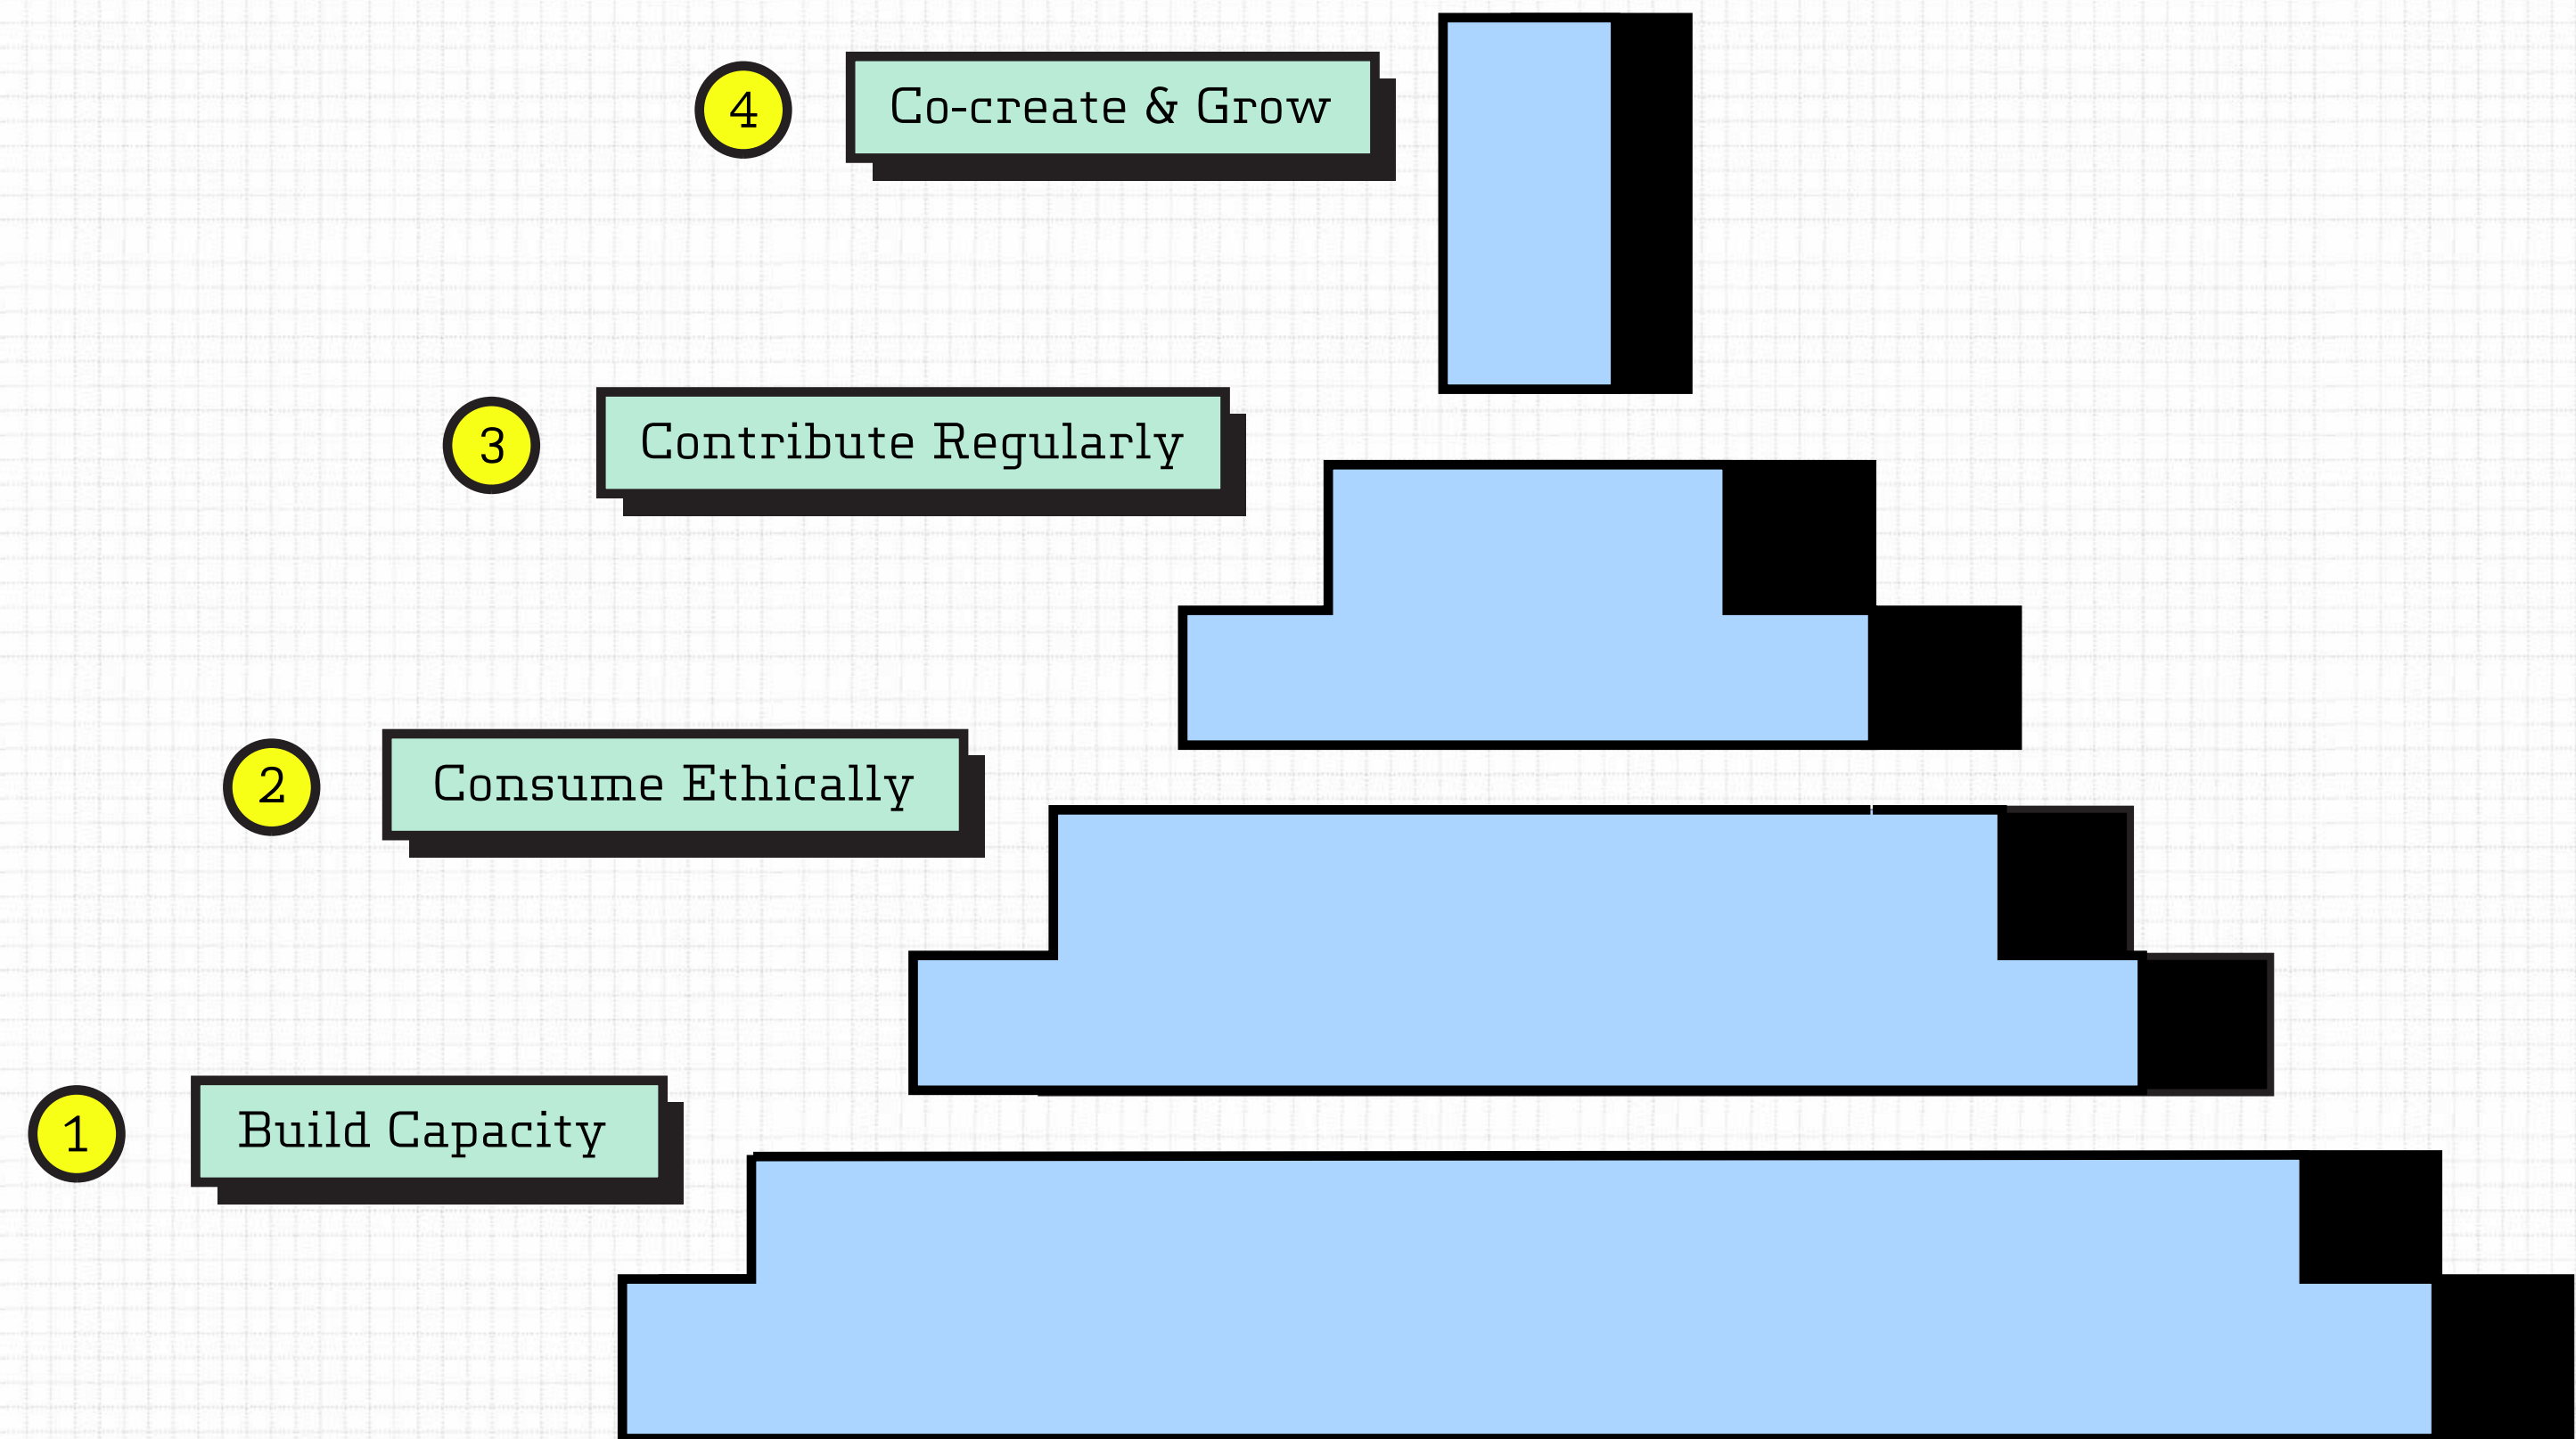 4 Co-create & Grow
3 Contribute Regularly
2 Consume Ethically
1 Build Capacity